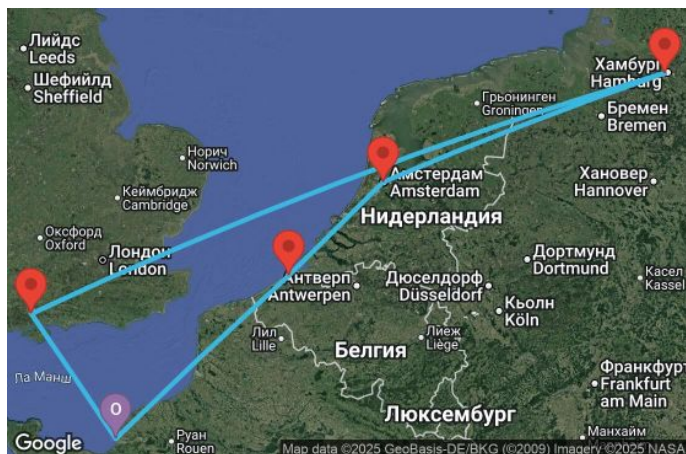 Лийдс
Leeds
Шефийлд
Sheffield
Норич
Norwich
Кеймбридж
Cambridge
Оксфорд
Oxford
Лондон
London
Ла Манш
O
Google
Руан
Rouen
Лил
Lille
Антверп
Antwerpen
Белгия
Люксембург
Лиеж
Liège
Амстердам
Amsterdam
Нидерландия
Грьонинген
Groningen
Хамбург
Hamburg
Бремен
Bremen
Хановер
Hannover
Дортмунд
Dortmund
Дюселдорф
Düsseldorf
Кьолн
Köln
Касел
Kassel
Франкфурт
Frankfurt
am Main
Манхайм
Map data ©2025 GeoBasis-DE/BKG (©2009) Imagery ©2025 NASA